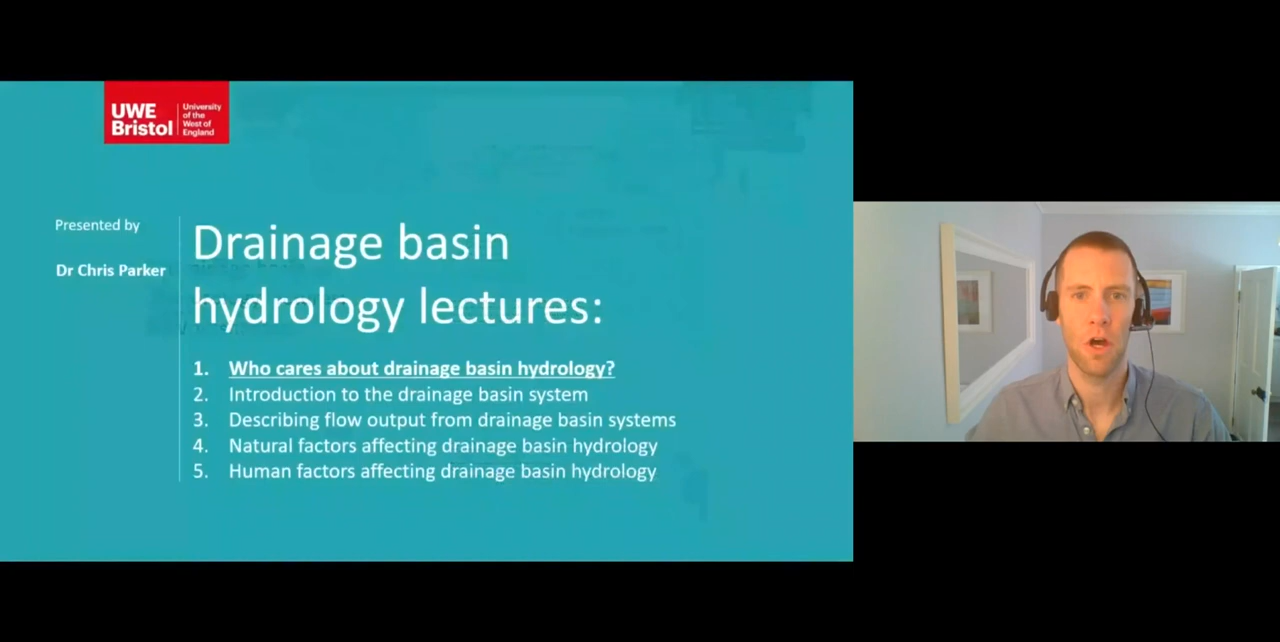 UWE
Bristol
University
of the
West of
England
Presented by
Dr Chris Parker
Drainage basin
hydrology lectures:
1. Who cares about drainage basin hydrology?
2. Introduction to the drainage basin system
3. Describing flow output from drainage basin systems
4. Natural factors affecting drainage basin hydrology
5. Human factors affecting drainage basin hydrology